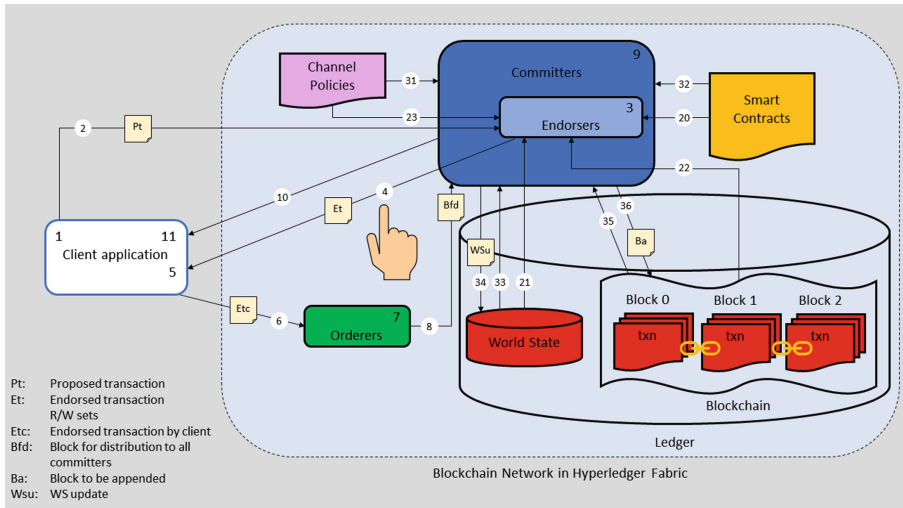 Channel
Policies
31
9
Committers
32
Smart
Contracts
3
Endorsers
23
20
2
Pt
22
10
4
Et
Bfd
36
35
1
11
Client application
5
WSu
Ba
34
33
21
Etc
6
7
Orderers
8
World State
Block 0
Block 1
Block 2
txn
txn
txn
Blockchain
Ledger
Blockchain Network in Hyperledger Fabric
Pt: Proposed transaction
Et: Endorsed transaction
R/W sets
Etc: Endorsed transaction by client
Bfd: Block for distribution to all
committers
Ba: Block to be appended
Wsu: WS update